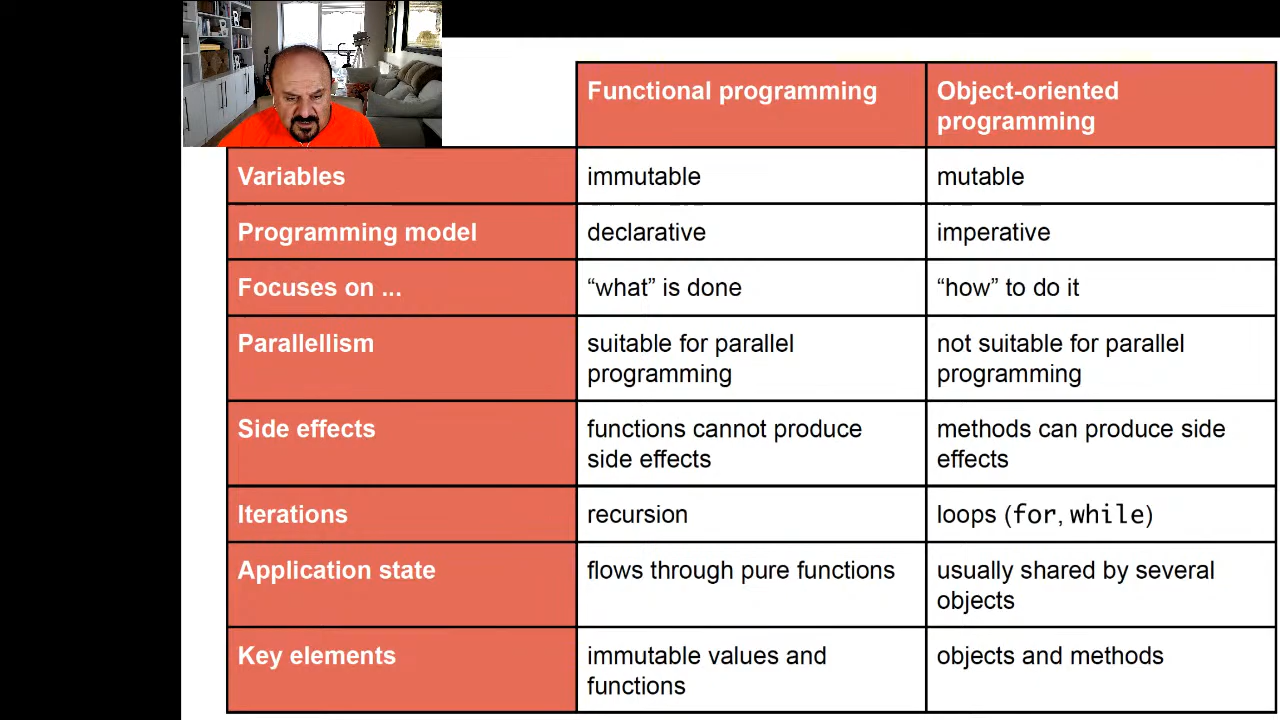 Functional programming
Object-oriented
programming
Variables
immutable
mutable
Programming model
declarative
imperative
Focuses on ...
“what” is done
“how” to do it
Parallellism
suitable for parallel
programming
not suitable for parallel
programming
Side effects
functions cannot produce
side effects
methods can produce side
effects
Iterations
recursion
loops (for, while)
Application state
flows through pure functions
usually shared by several
objects
Key elements
immutable values and
functions
objects and methods